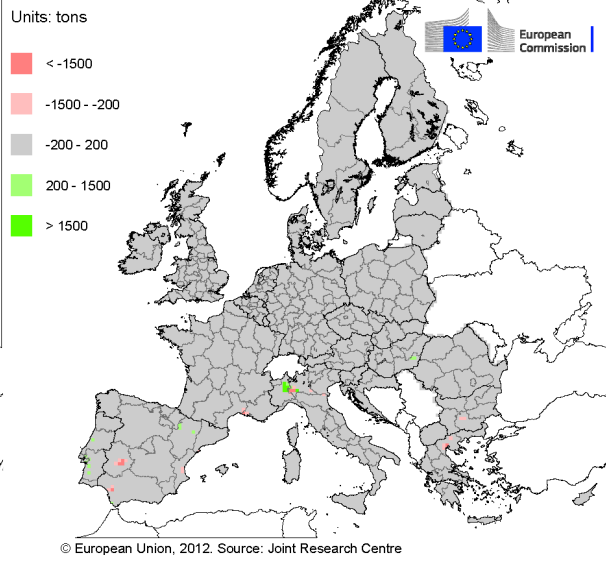 Units: tons
< -1500
-1500 - -200
-200 - 200
200 - 1500
> 1500
European
Commission
© European Union, 2012. Source: Joint Research Centre